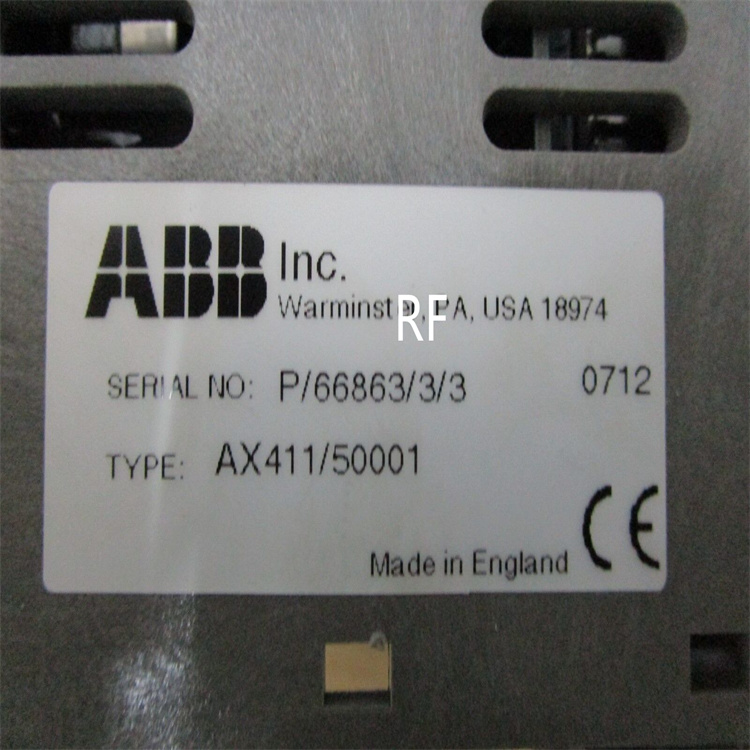 ABB Inc.
Warminster, PA, USA 18974
RF
SERIAL NO: P/66863/3/3 0712
TYPE: AX411/50001
CE
Made in England